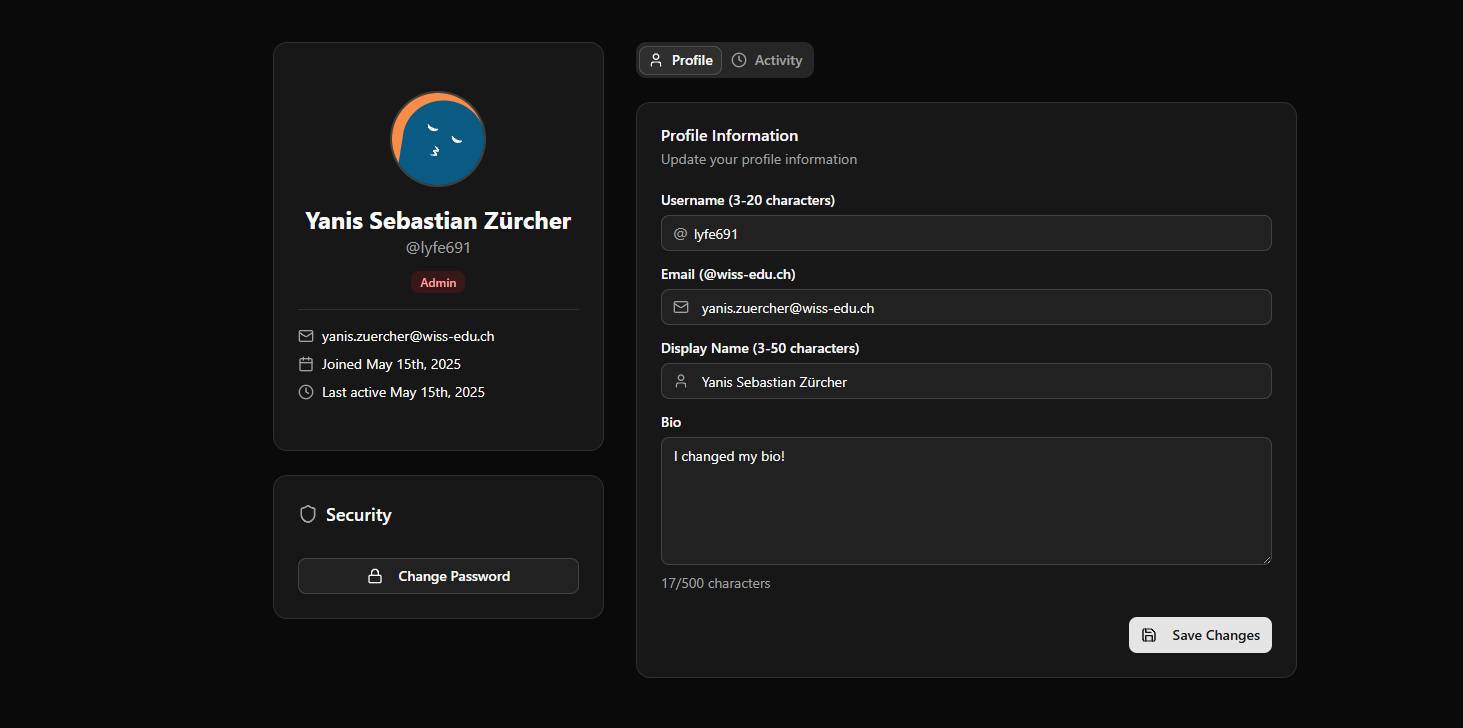 Yanis Sebastian Zürcher
@lyfe691
Admin
yanis.zuercher@wiss-edu.ch
Joined May 15th, 2025
Last active May 15th, 2025
Security
Change Password
Profile
Activity
Profile Information
Update your profile information
Username (3-20 characters)
@ lyfe691
Email (@wiss-edu.ch)
yanis.zuercher@wiss-edu.ch
Display Name (3-50 characters)
Yanis Sebastian Zürcher
Bio
I changed my bio!
17/500 characters
Save Changes